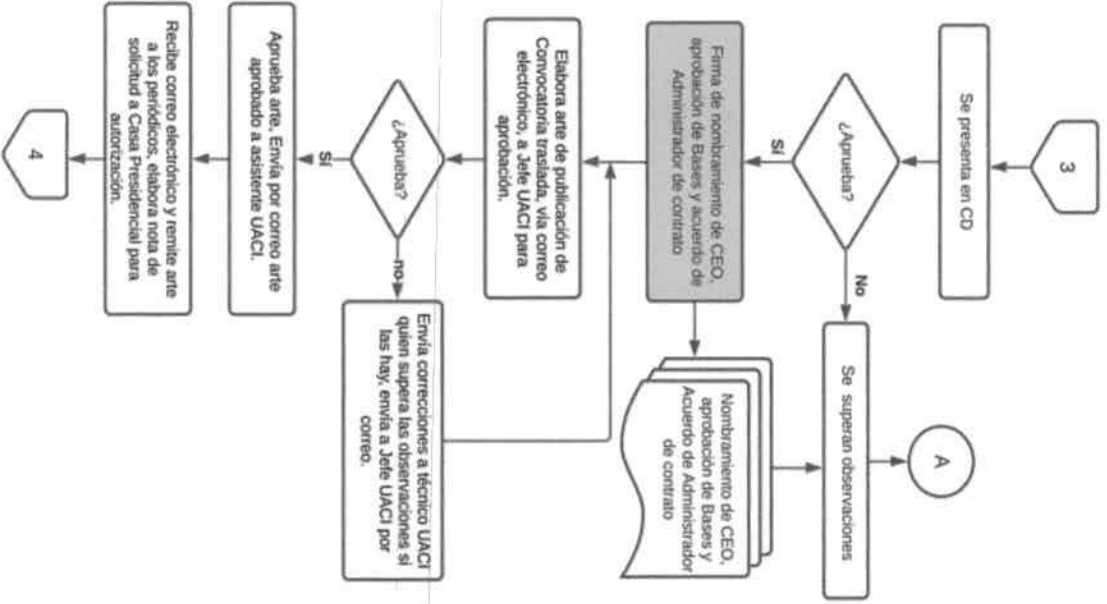 3
Se presenta en CD
¿Aprueba?
No
Se superan observaciones
A
Sí
Firma de nombramiento de CEO,
aprobación de Bases y acuerdo de
Administrador de contrato
Nombramiento de CEO,
aprobación de Bases y
Acuerdo de Administrador
de contrato
Elabora arte de publicación de
Convocatoria traslada, vía correo
electrónico, a Jefe UACI para
aprobación.
¿Aprueba?
no
Envía correcciones a técnico UACI
quien supera las observaciones si
las hay, envía a Jefe UACI por
correo.
Sí
Aprueba arte. Envía por correo arte
aprobado a asistente UACI.
Recibe correo electrónico y remite arte
a los periódicos, elabora nota de
solicitud a Casa Presidencial para
autorización.
4